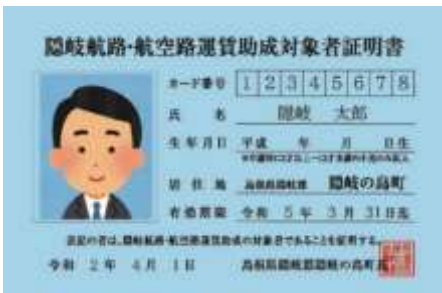 隠岐航路・航空路運賃助成対象者証明書
カード番号 1 2 3 4 5 6 7 8
氏 名 隠岐 太郎
生年月日 平成 年 月 日生
居住地 島根県隠岐郡 隠岐の島町
有効期限 令和 5年 3月 31日迄
表記の者は、隠岐航路・航空路運賃助成の対象者であることを証明する。
令和 2年 4月 1日 島根県隠岐郡隠岐の島町長